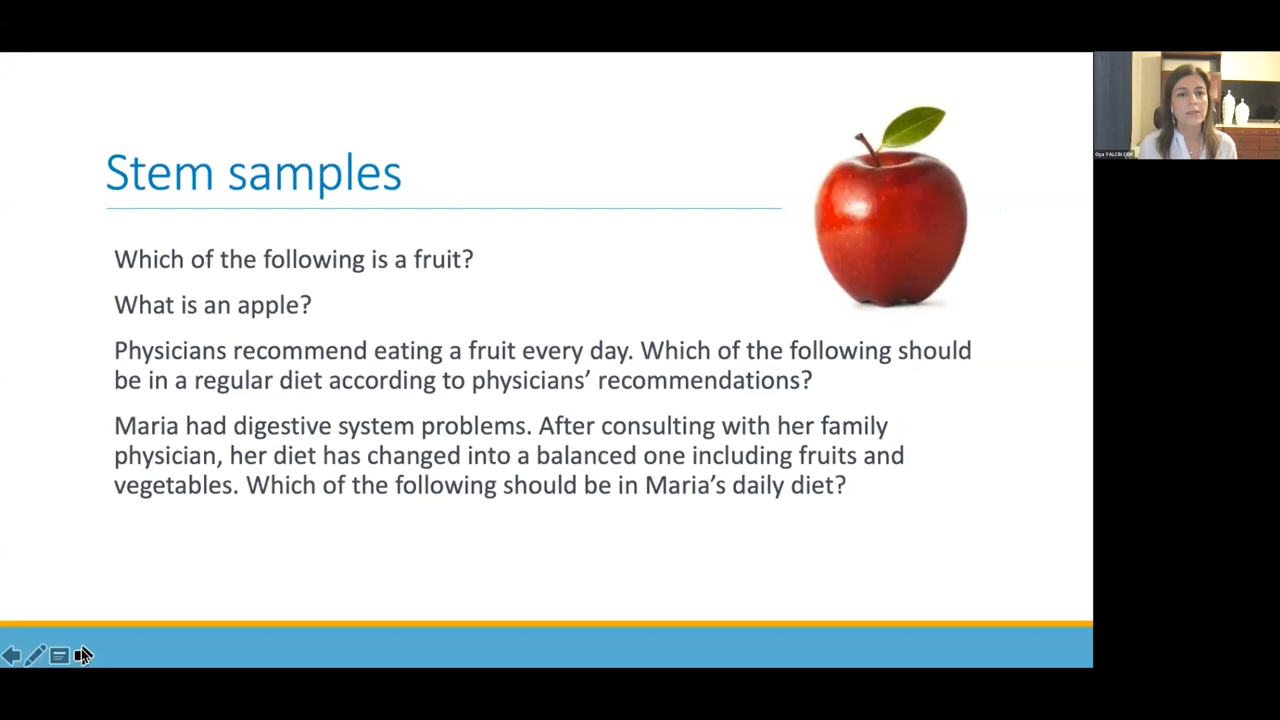 Stem samples
Which of the following is a fruit?
What is an apple?
Physicians recommend eating a fruit every day. Which of the following should
be in a regular diet according to physicians’ recommendations?
Maria had digestive system problems. After consulting with her family
physician, her diet has changed into a balanced one including fruits and
vegetables. Which of the following should be in Maria’s daily diet?
Oya YALCIN COK